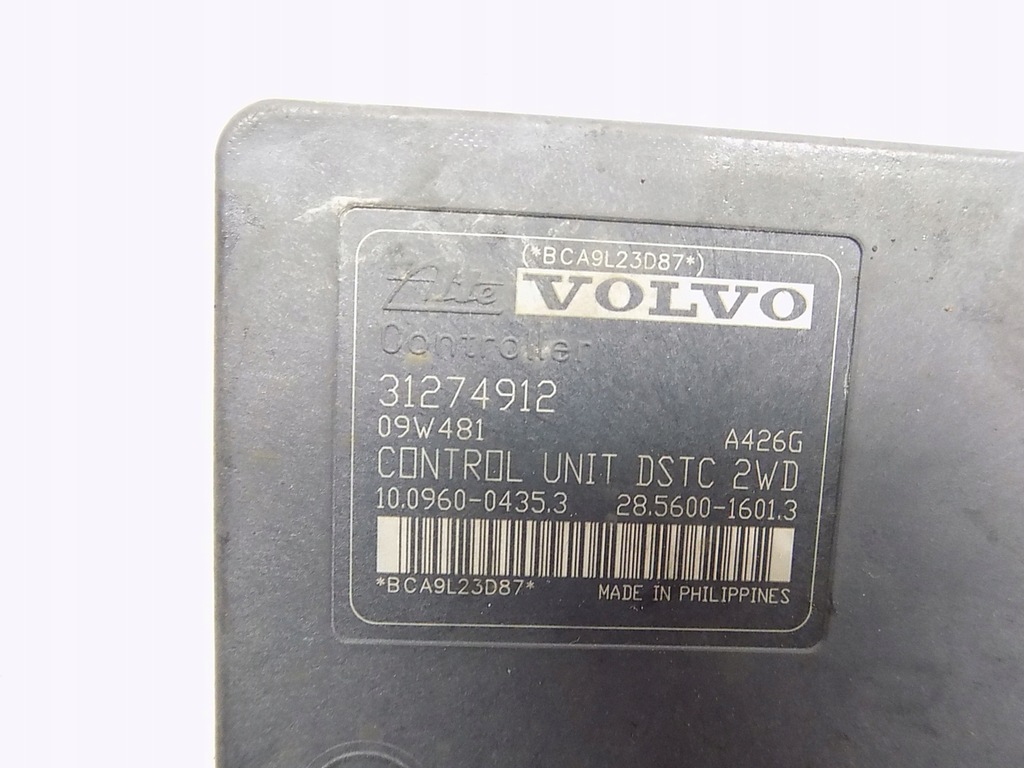 (*BCA9L23D87*)
Ate VOLVO
Controller
31274912
09W481 A426G
CONTROL UNIT DSTC 2WD
10.0960-0435.3 28.5600-1601.3
*BCA9L23D87* MADE IN PHILIPPINES